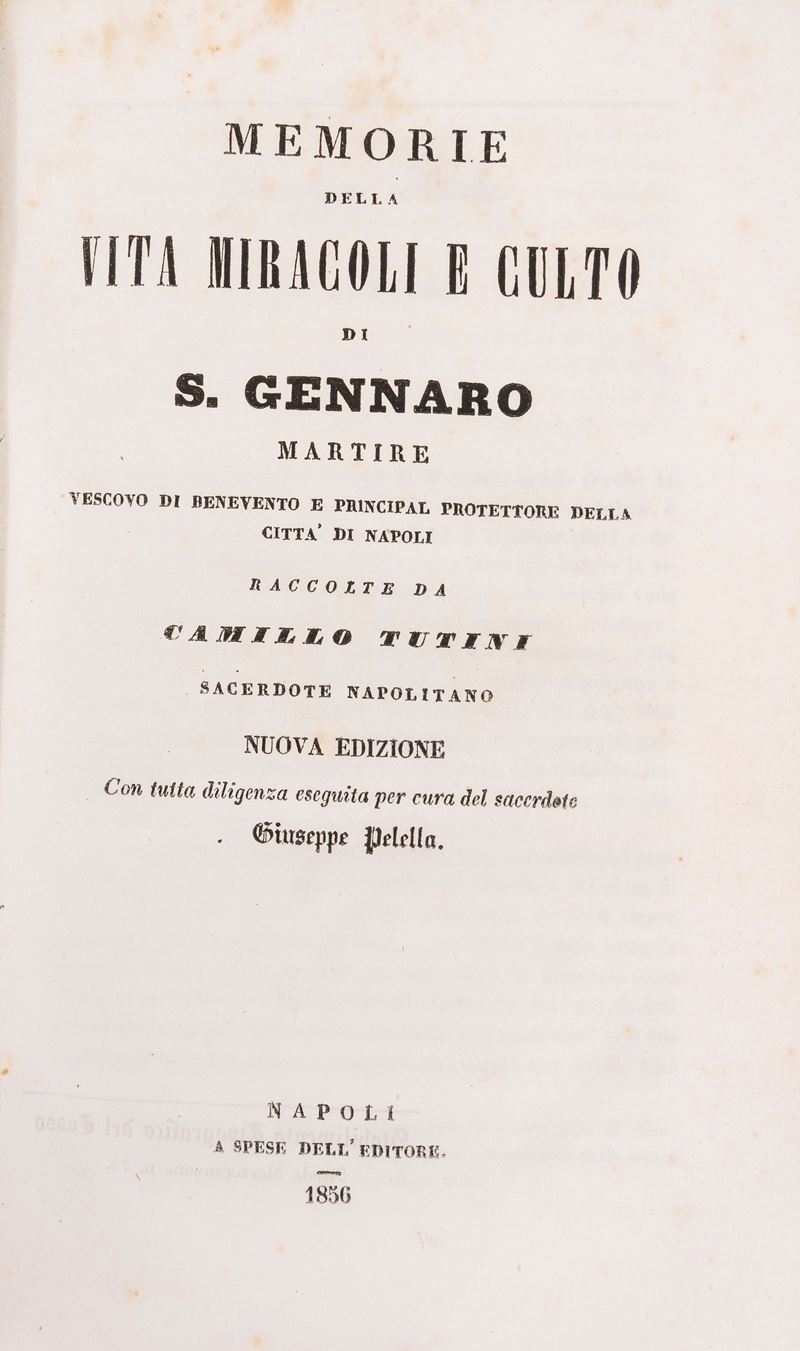 MEMORIE
DELLA
VITA MIRACOLI E CULTO
DI
S. GENNARO
MARTIRE
VESCOVO DI BENEVENTO E PRINCIPAL PROTETTORE DELLA
CITTA' DI NAPOLI
RACCOLTE DA
CAMILLO TUTINI
SACERDOTE NAPOLITANO
NUOVA EDIZIONE
Con tutta diligenza eseguita per cura del sacerdote
Giuseppe Pelella.
NAPOLI
A SPESE DELL' EDITORE.
1856